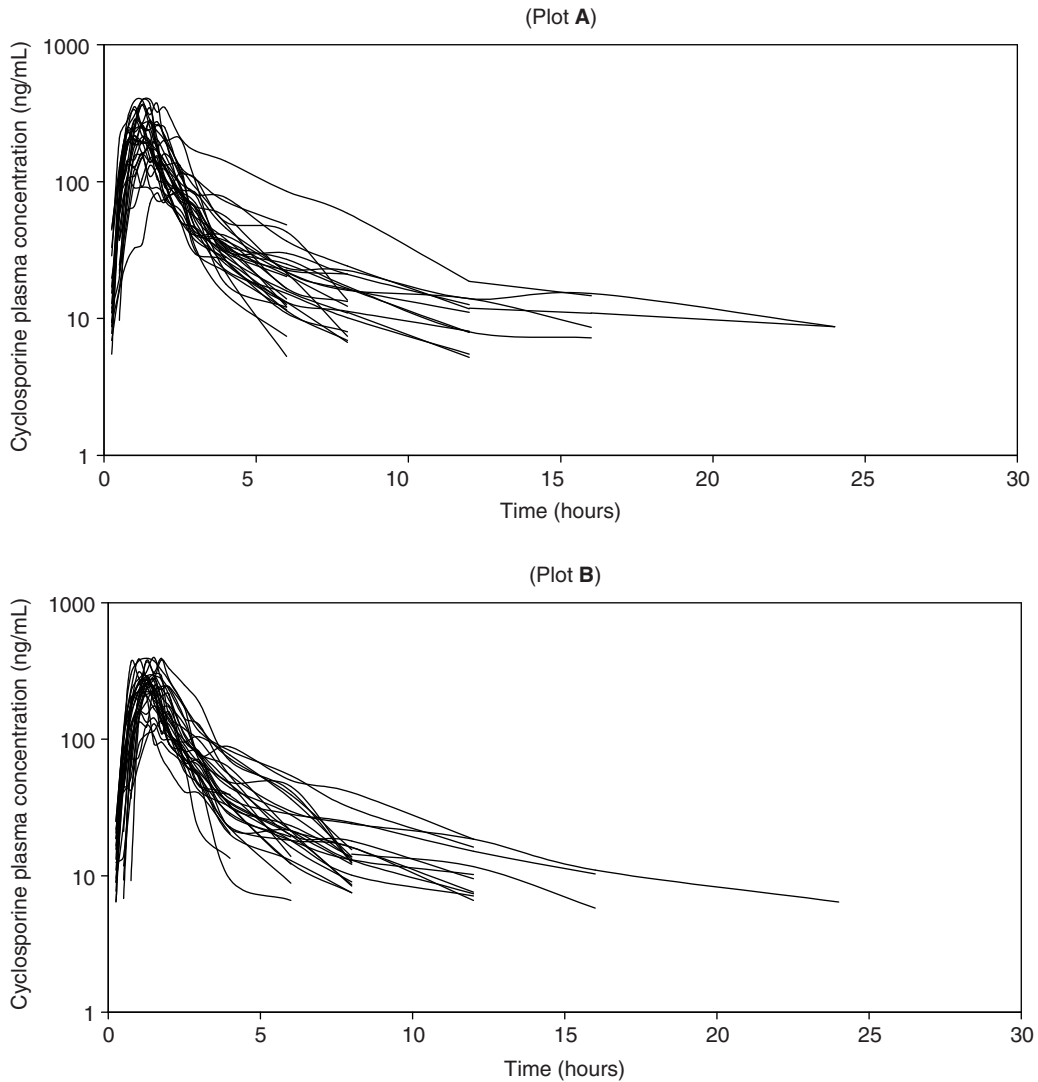 (Plot A)
Cyclosporine plasma concentration (ng/mL)
1000
100
10
1
0 5 10 15 20 25 30
Time (hours)
(Plot B)
Cyclosporine plasma concentration (ng/mL)
1000
100
10
1
0 5 10 15 20 25 30
Time (hours)